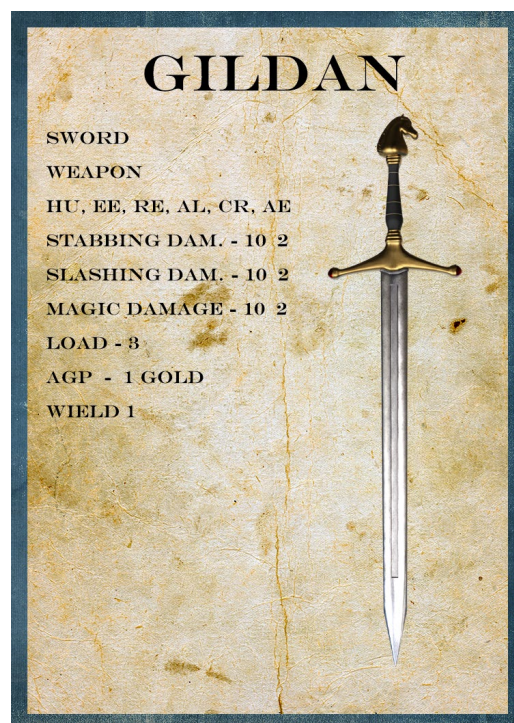 GILDAN
SWORD
WEAPON
HU, EE, RE, AL, CR, AE
STABBING DAM. - 10 2
SLASHING DAM. - 10 2
MAGIC DAMAGE - 10 2
LOAD - 3
AGP - 1 GOLD
WIELD 1